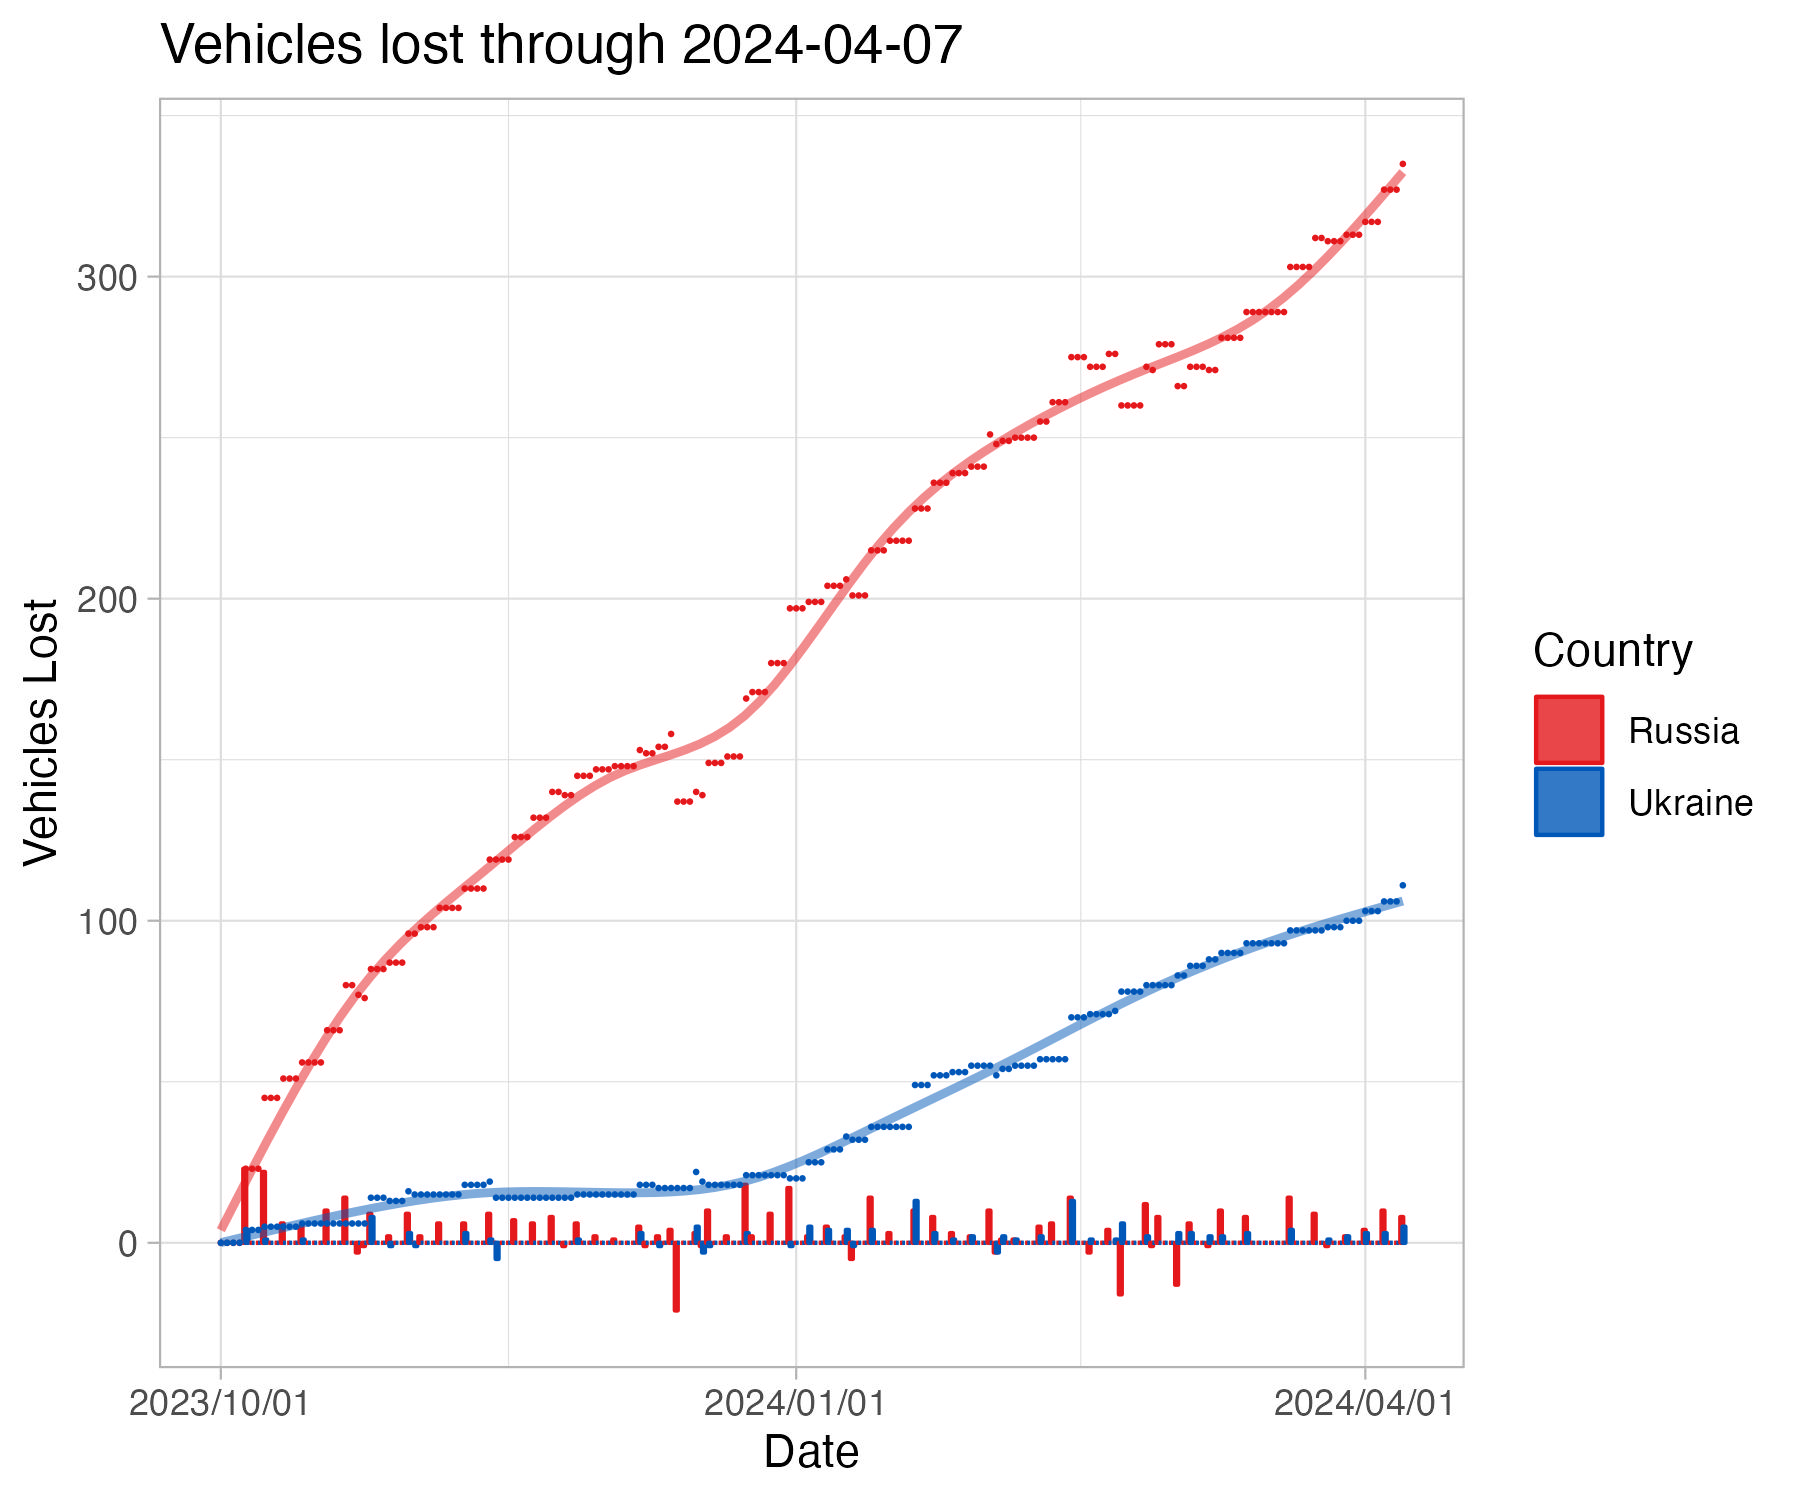 Vehicles lost through 2024-04-07
Vehicles Lost
300
200
100
0
2023/10/01
2024/01/01
2024/04/01
Date
Country
Russia
Ukraine